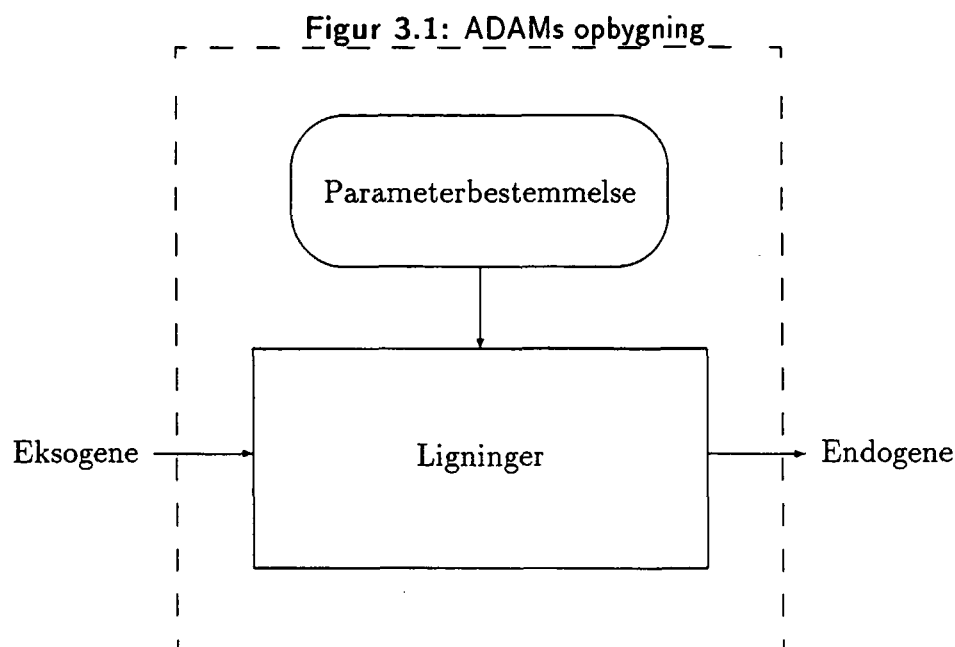 Figur 3.1: ADAMs opbygning
Parameterbestemmelse
Eksogene
Ligninger
Endogene